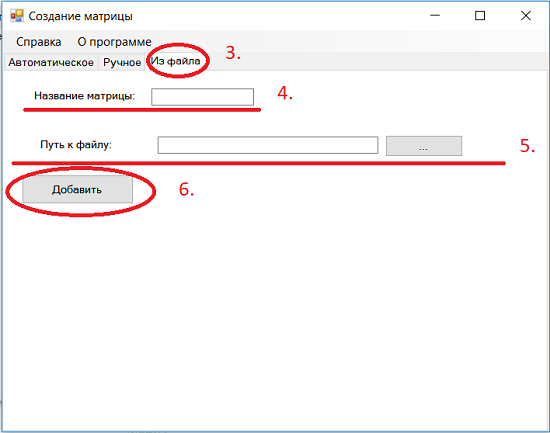 Создание матрицы
Справка О программе
3.
Автоматическое Ручное Из файла
Название матрицы:
4.
Путь к файлу: ...
5.
Добавить
6.